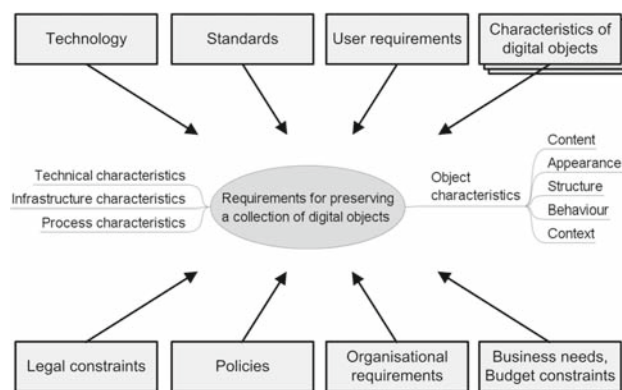 Technology
Standards
User requirements
Characteristics of
digital objects
Technical characteristics
Infrastructure characteristics
Process characteristics
Requirements for preserving
a collection of digital objects
Object
characteristics
Content
Appearance
Structure
Behaviour
Context
Legal constraints
Policies
Organisational
requirements
Business needs,
Budget constraints